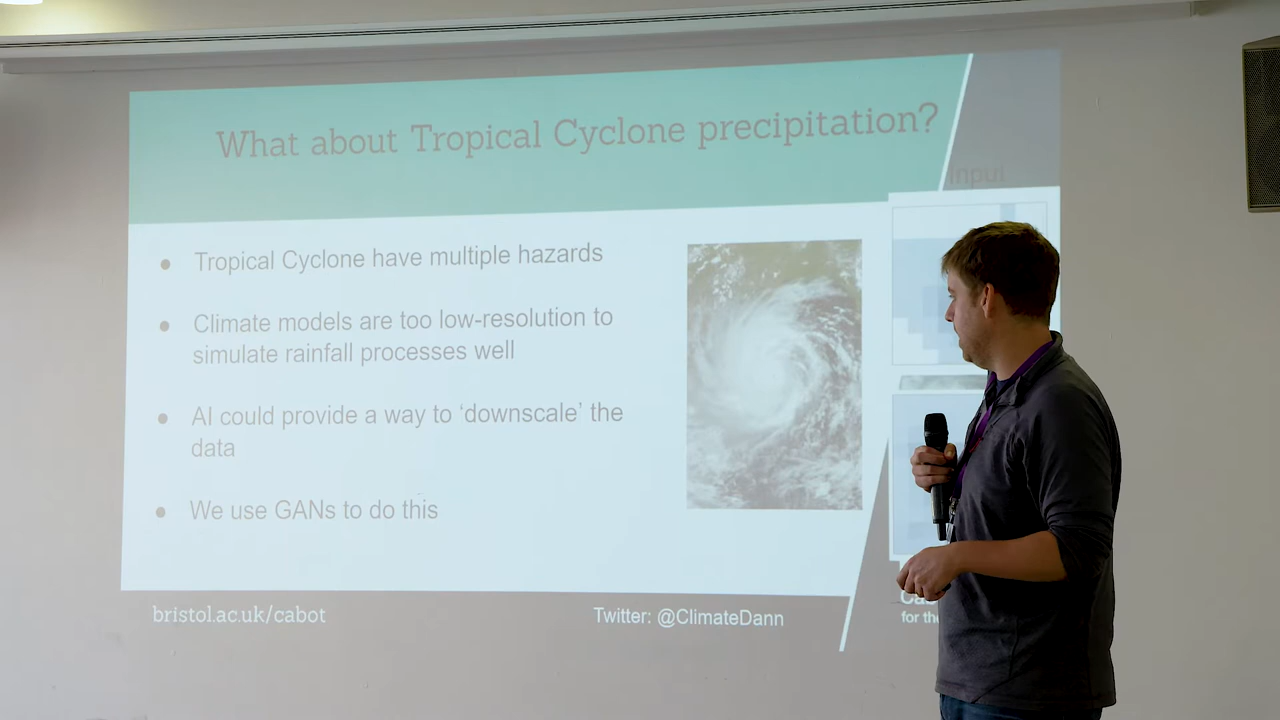 What about Tropical Cyclone precipitation?
Input
Tropical Cyclone have multiple hazards
Climate models are too low-resolution to
simulate rainfall processes well
AI could provide a way to ‘downscale’ the
data
We use GANs to do this
bristol.ac.uk/cabot
Twitter: @ClimateDann
for the